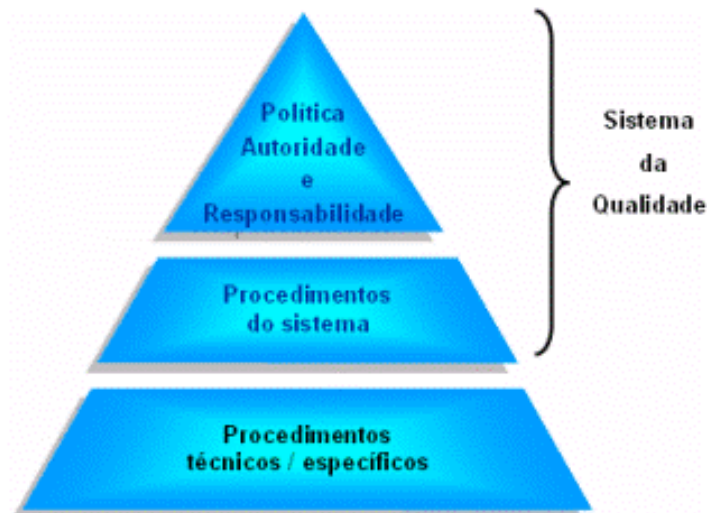 Política
Autoridade
e
Responsabilidade
Sistema
da
Qualidade
Procedimentos
do sistema
Procedimentos
técnicos / específicos